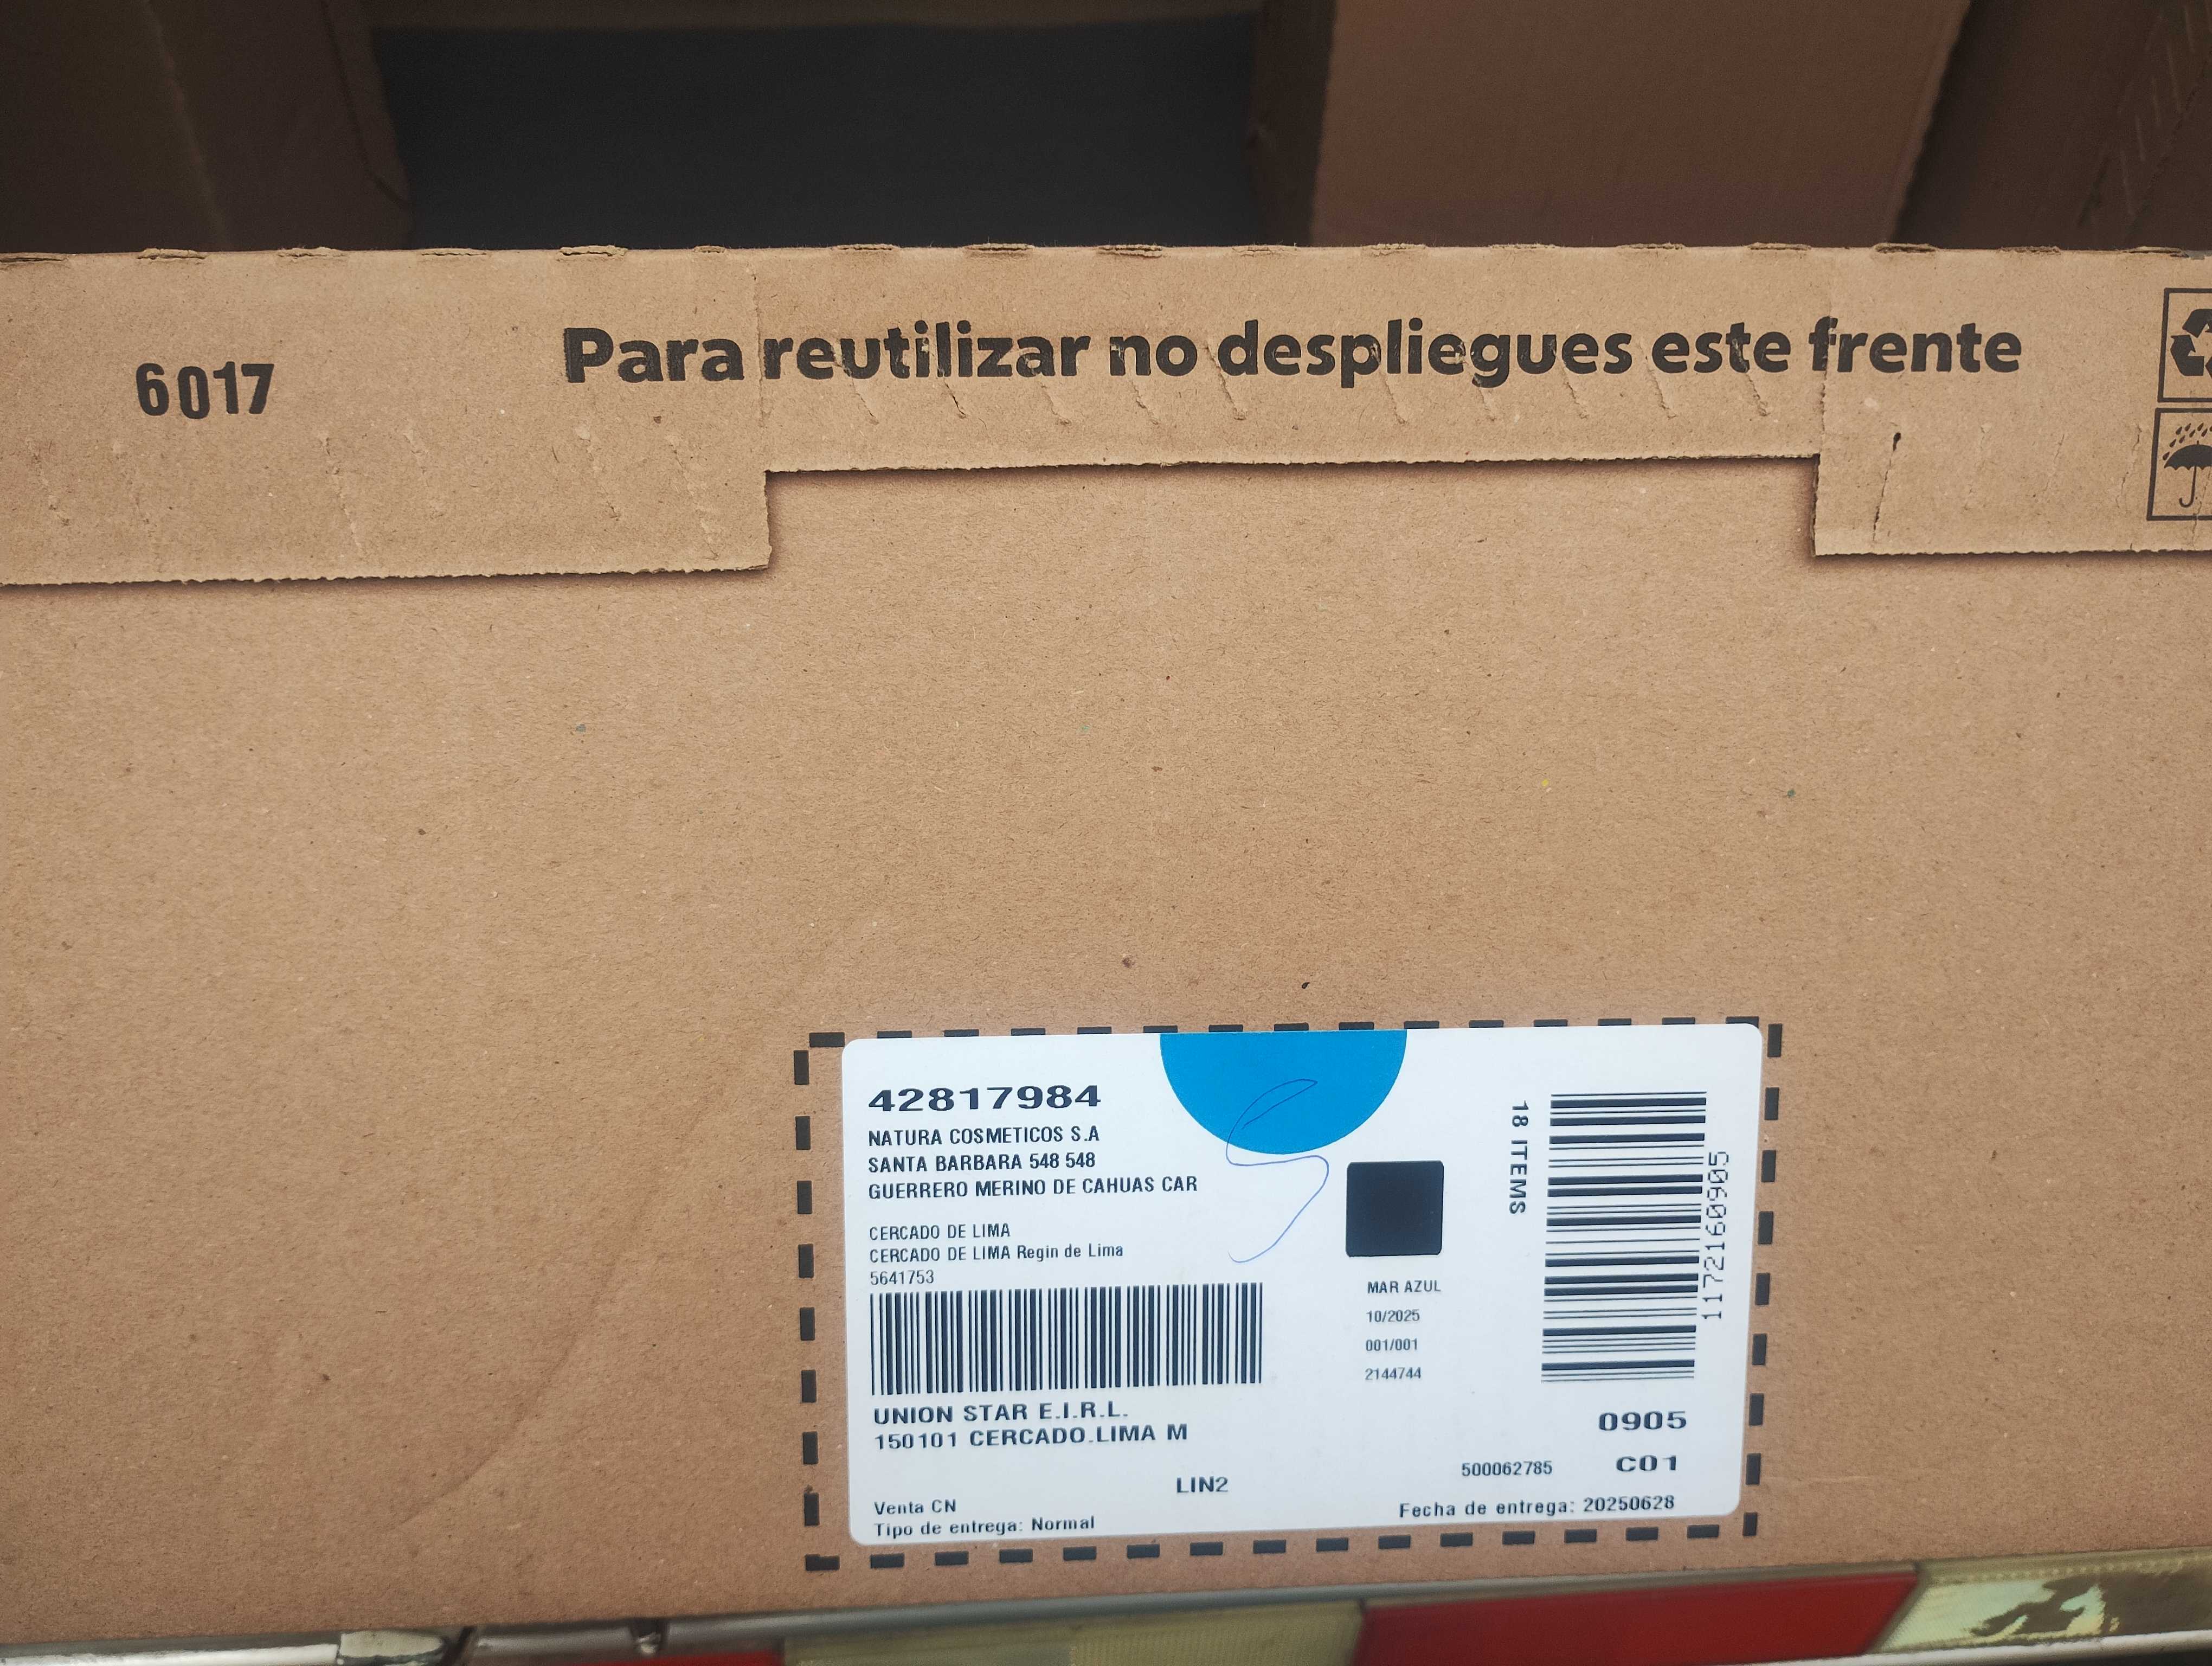 6017
Para reutilizar no despliegues este frente
42817984
NATURA COSMETICOS S.A
SANTA BARBARA 548 548
GUERRERO MERINO DE CAHUAS CAR
CERCADO DE LIMA
CERCADO DE LIMA Regin de Lima
5641753
UNION STAR E.I.R.L.
150101 CERCADO.LIMA M
LIN2
Venta CN
Tipo de entrega: Normal
MAR AZUL
10/2025
001/001
2144744
18 ITEMS
1172160905
0905
500062785 C01
Fecha de entrega: 20250628